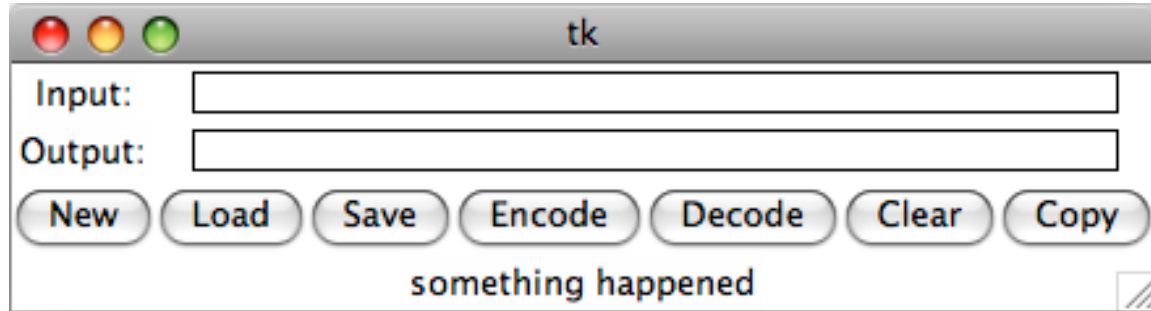 tk
Input:
Output:
New Load Save Encode Decode Clear Copy
something happened